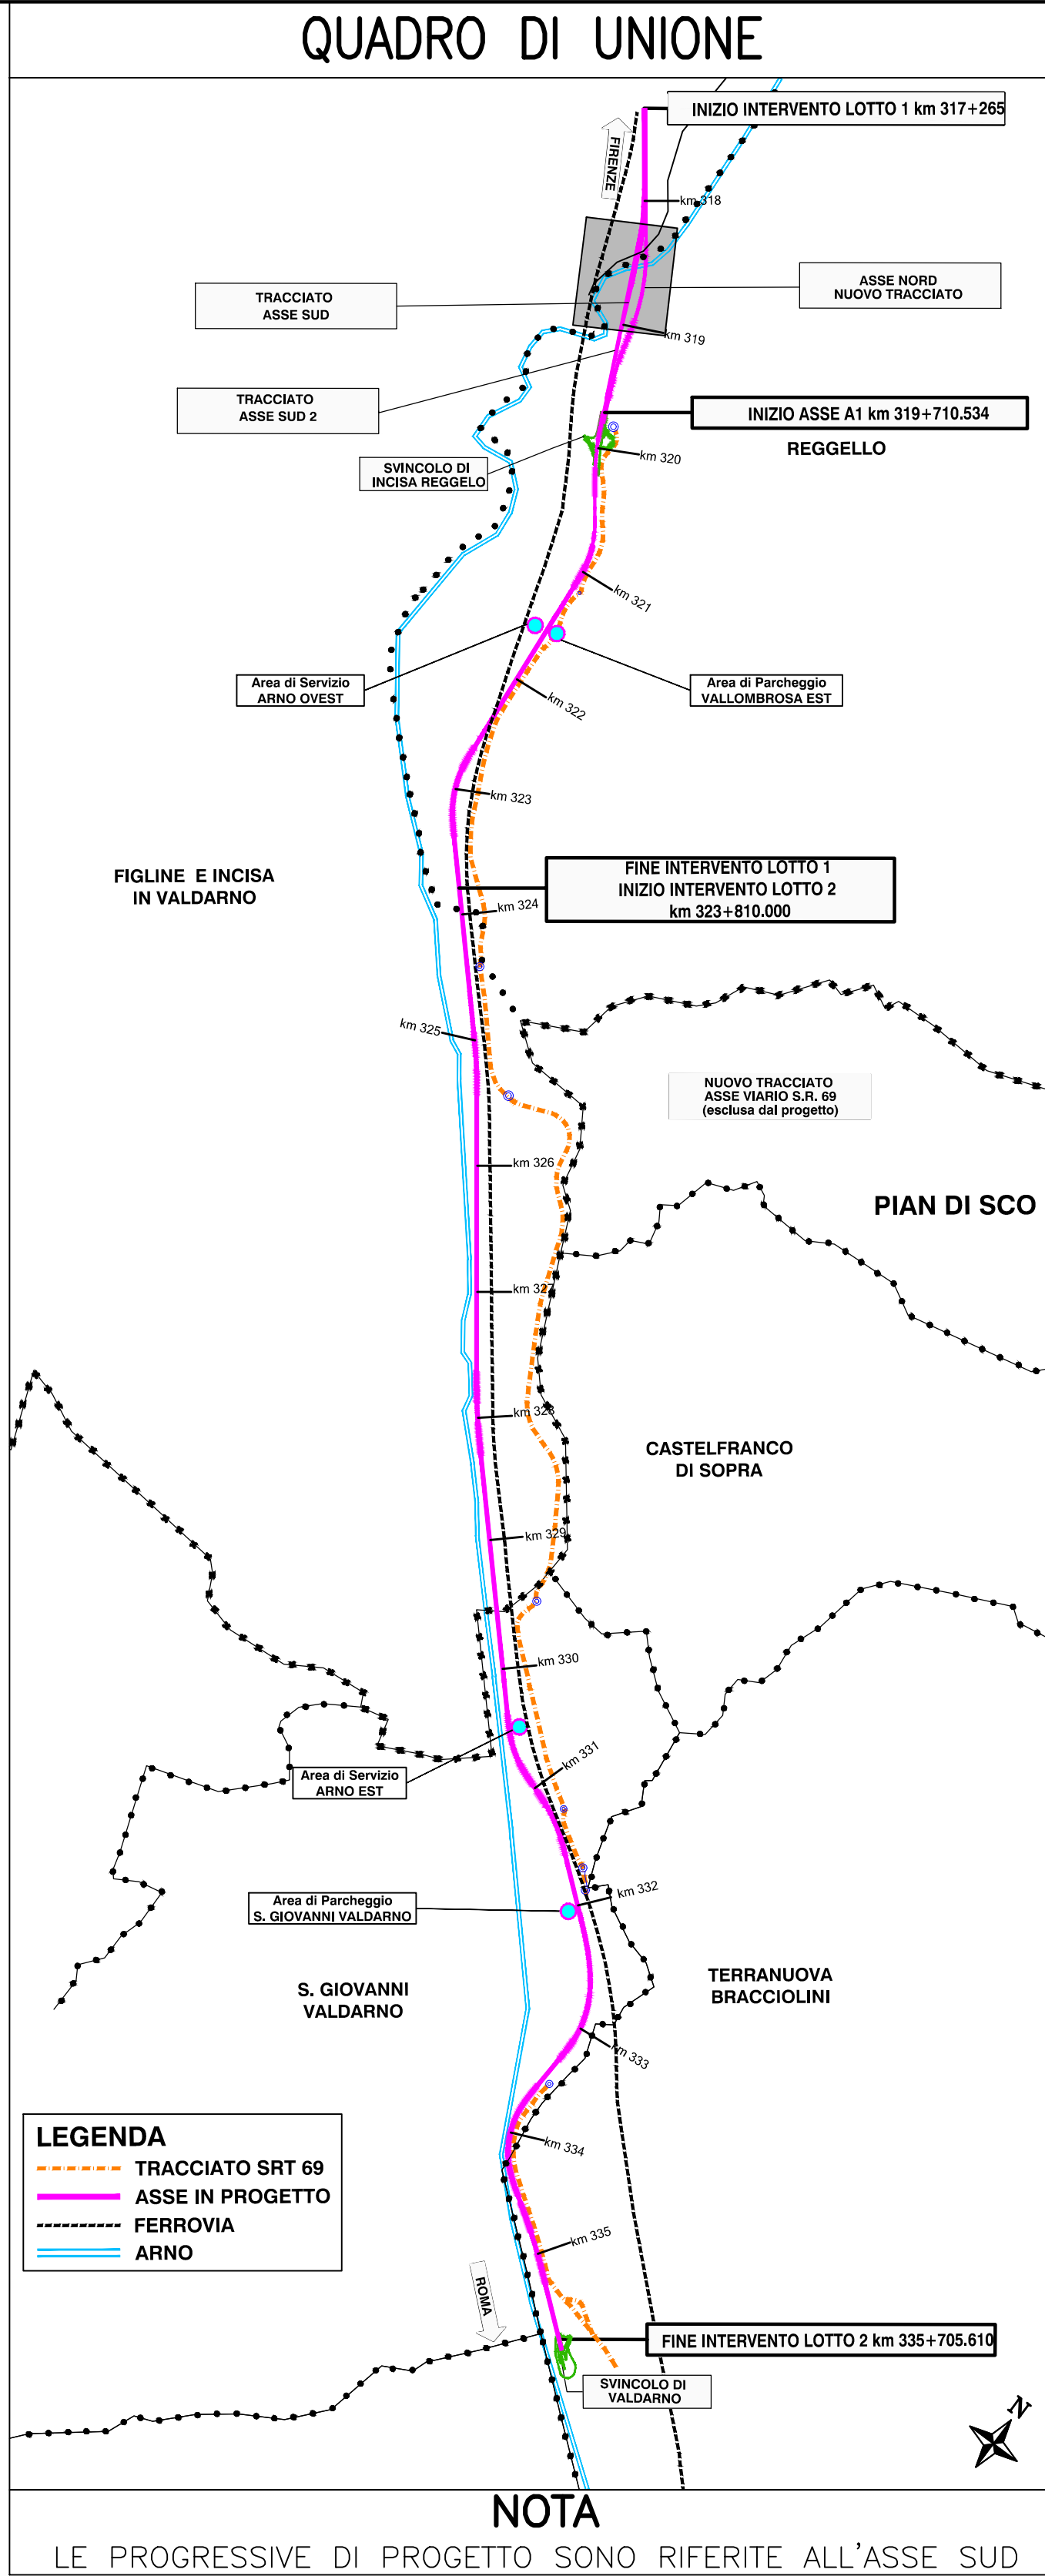 QUADRO DI UNIONE
INIZIO INTERVENTO LOTTO 1 km 317+265
FIRENZE
km 318
TRACCIATO
ASSE SUD
ASSE NORD
NUOVO TRACCIATO
km 319
TRACCIATO
ASSE SUD 2
INIZIO ASSE A1 km 319+710.534
REGGELLO
SVINCOLO DI
INCISA REGGELO
km 320
km 321
Area di Servizio
ARNO OVEST
Area di Parcheggio
VALLOMBROSA EST
km 322
km 323
FIGLINE E INCISA
IN VALDARNO
FINE INTERVENTO LOTTO 1
INIZIO INTERVENTO LOTTO 2
km 323+810.000
km 324
km 325
NUOVO TRACCIATO
ASSE VIARIO S.R. 69
(esclusa dal progetto)
km 326
PIAN DI SCO
km 327
km 328
CASTELFRANCO
DI SOPRA
km 329
km 330
km 331
Area di Servizio
ARNO EST
km 332
Area di Parcheggio
S. GIOVANNI VALDARNO
S. GIOVANNI
VALDARNO
TERRANUOVA
BRACCIOLINI
km 333
LEGENDA
TRACCIATO SRT 69
ASSE IN PROGETTO
FERROVIA
ARNO
km 334
km 335
ROMA
FINE INTERVENTO LOTTO 2 km 335+705.610
SVINCOLO DI
VALDARNO
N
NOTA
LE PROGRESSIVE DI PROGETTO SONO RIFERITE ALL'ASSE SUD